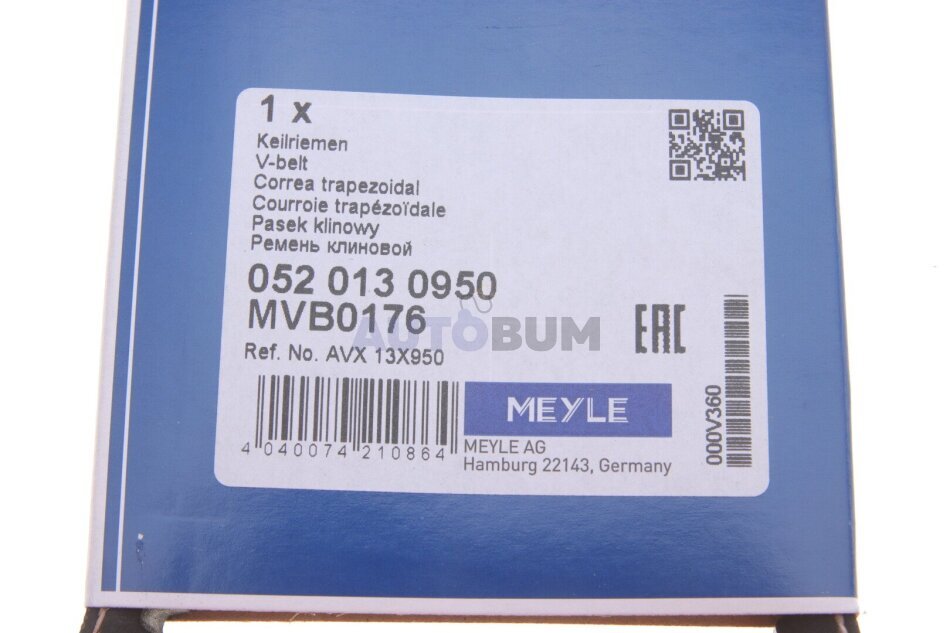 1 x
Keilriemen
V-belt
Correa trapezoidal
Courroie trapézoïdale
Pasek klinowy
Ремень клиновой
052 013 0950
MVB0176
AUTOBUM
EAC
Ref. No. AVX 13X950
MEYLE
4 040074 210864
MEYLE AG
Hamburg 22143, Germany
000V360